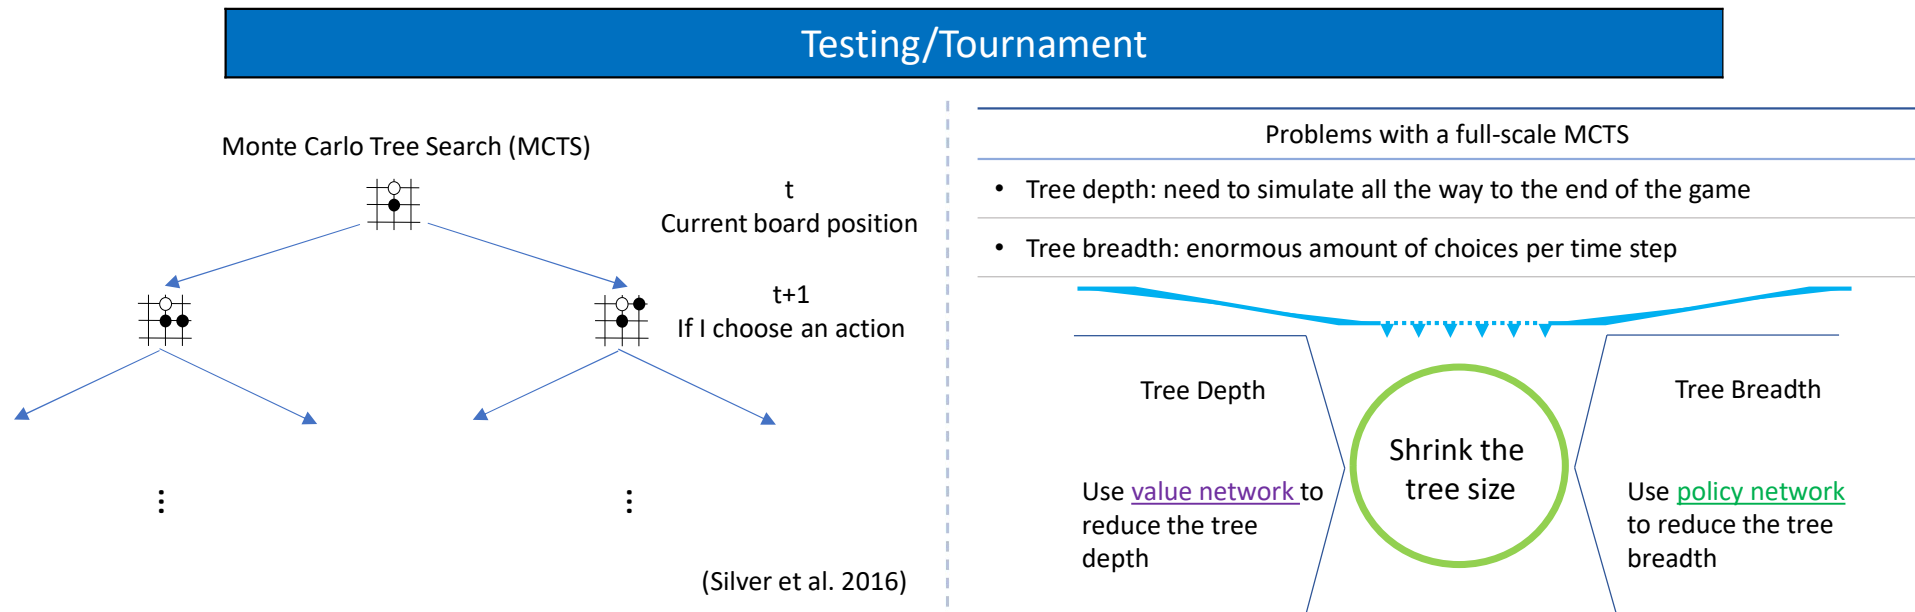 Testing/Tournament
Monte Carlo Tree Search (MCTS)
t
Current board position
t+1
If I choose an action
⋮
⋮
(Silver et al. 2016)
Problems with a full-scale MCTS
• Tree depth: need to simulate all the way to the end of the game
• Tree breadth: enormous amount of choices per time step
Tree Depth
Use value network to
reduce the tree
depth
Shrink the
tree size
Tree Breadth
Use policy network
to reduce the tree
breadth